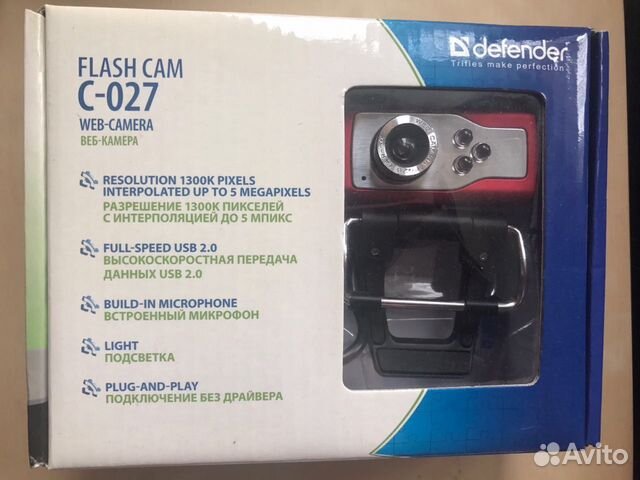 FLASH CAM
C-027
WEB-CAMERA
ВЕБ-КАМЕРА
defender
Trifles make perfection
RESOLUTION 1300K PIXELS
INTERPOLATED UP TO 5 MEGAPIXELS
РАЗРЕШЕНИЕ 1300К ПИКСЕЛЕЙ
С ИНТЕРПОЛЯЦИЕЙ ДО 5 МПИКС
FULL-SPEED USB 2.0
ВЫСОКОСКОРОСТНАЯ ПЕРЕДАЧА
ДАННЫХ USB 2.0
BUILD-IN MICROPHONE
ВСТРОЕННЫЙ МИКРОФОН
LIGHT
ПОДСВЕТКА
PLUG-AND-PLAY
ПОДКЛЮЧЕНИЕ БЕЗ ДРАЙВЕРА
Avito